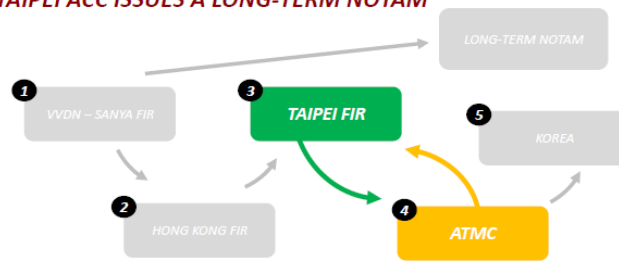 TAIPEI ACC ISSUES A LONG-TERM NOTAM
LONG-TERM NOTAM
1
VVDN – SANYA FIR
3
TAIPEI FIR
5
KOREA
2
HONG KONG FIR
4
ATMC